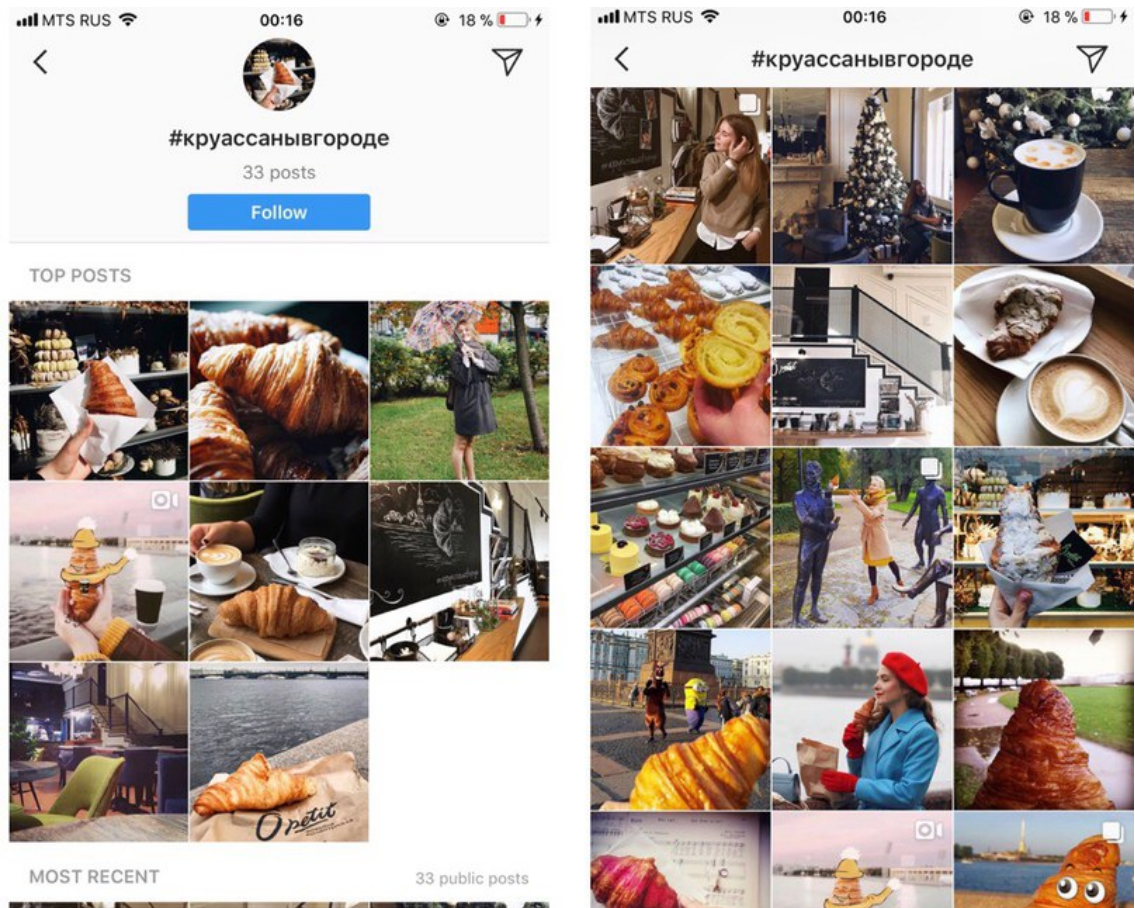 MTS RUS 00:16 18 %
#круассанывгороде
33 posts
Follow
TOP POSTS
Opetit
MOST RECENT 33 public posts
MTS RUS 00:16 18 %
#круассанывгороде